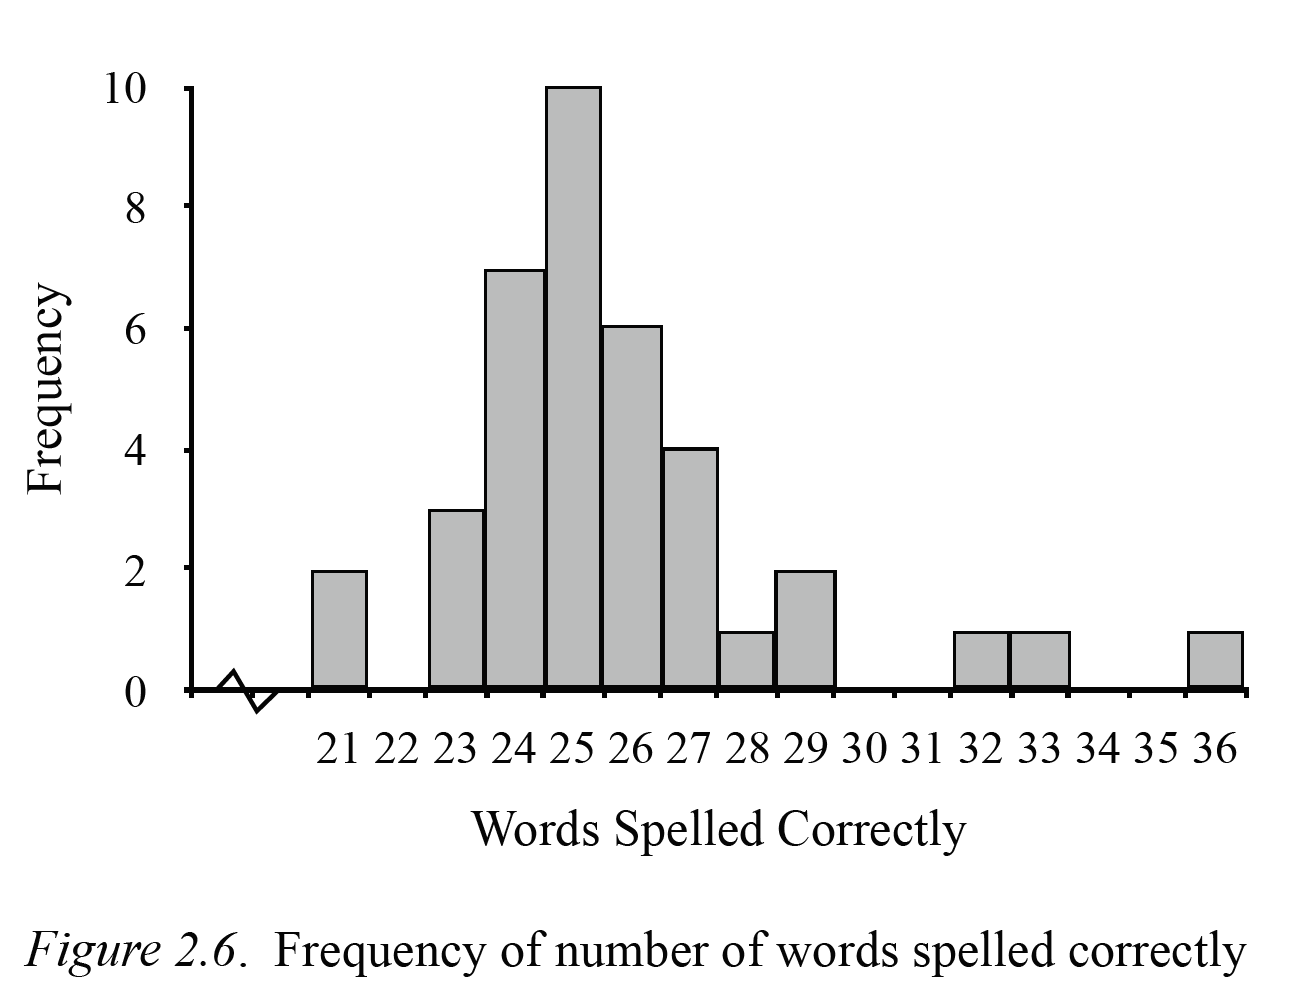 10
8
6
4
2
0
Frequency
21 22 23 24 25 26 27 28 29 30 31 32 33 34 35 36
Words Spelled Correctly
Figure 2.6. Frequency of number of words spelled correctly